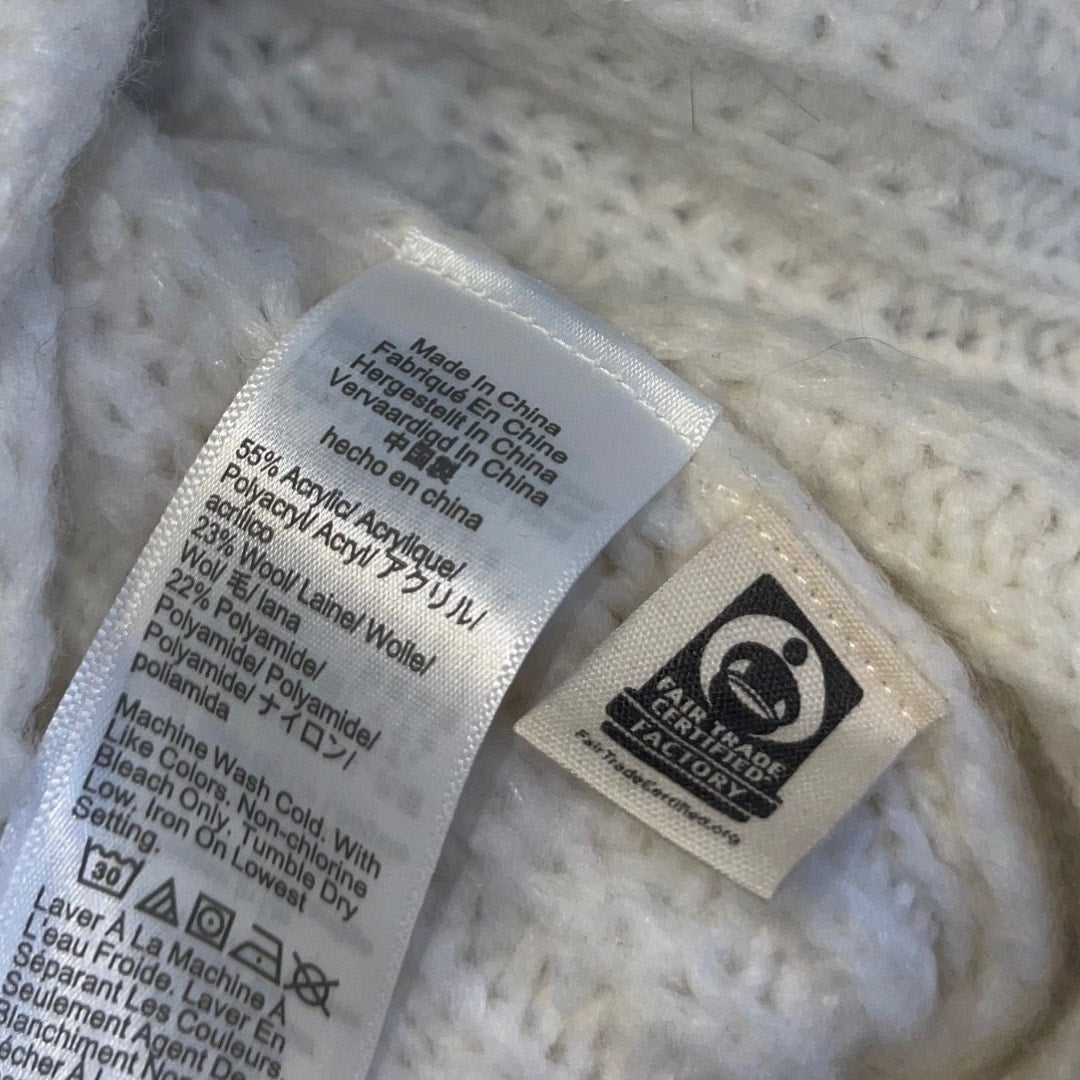 Made In China
Fabriqué En Chine
Hergestellt In China
Vervaardigd In China
中国製
hecho en china
55% Acrylic/ Acrylique/
Polyacryl/ Acryl/ アクリル/
acrílico
23% Wool/ Laine/ Wolle/
Wol/ 毛/ lana
22% Polyamide/
Polyamide/ Polyamide/
Polyamide/ ナイロン/
poliamida
Machine Wash Cold. With
Like Colors. Non-chlorine
Bleach Only. Tumble Dry
Low. Iron On Lowest
Setting.
30
Laver À La Machine À
L'eau Froide. Laver En
Séparant Les Couleurs.
Seulement Agent De
Blanchiment Non
écher À L
FAIR TRADE
CERTIFIED
FACTORY
FairTradeCertified.org